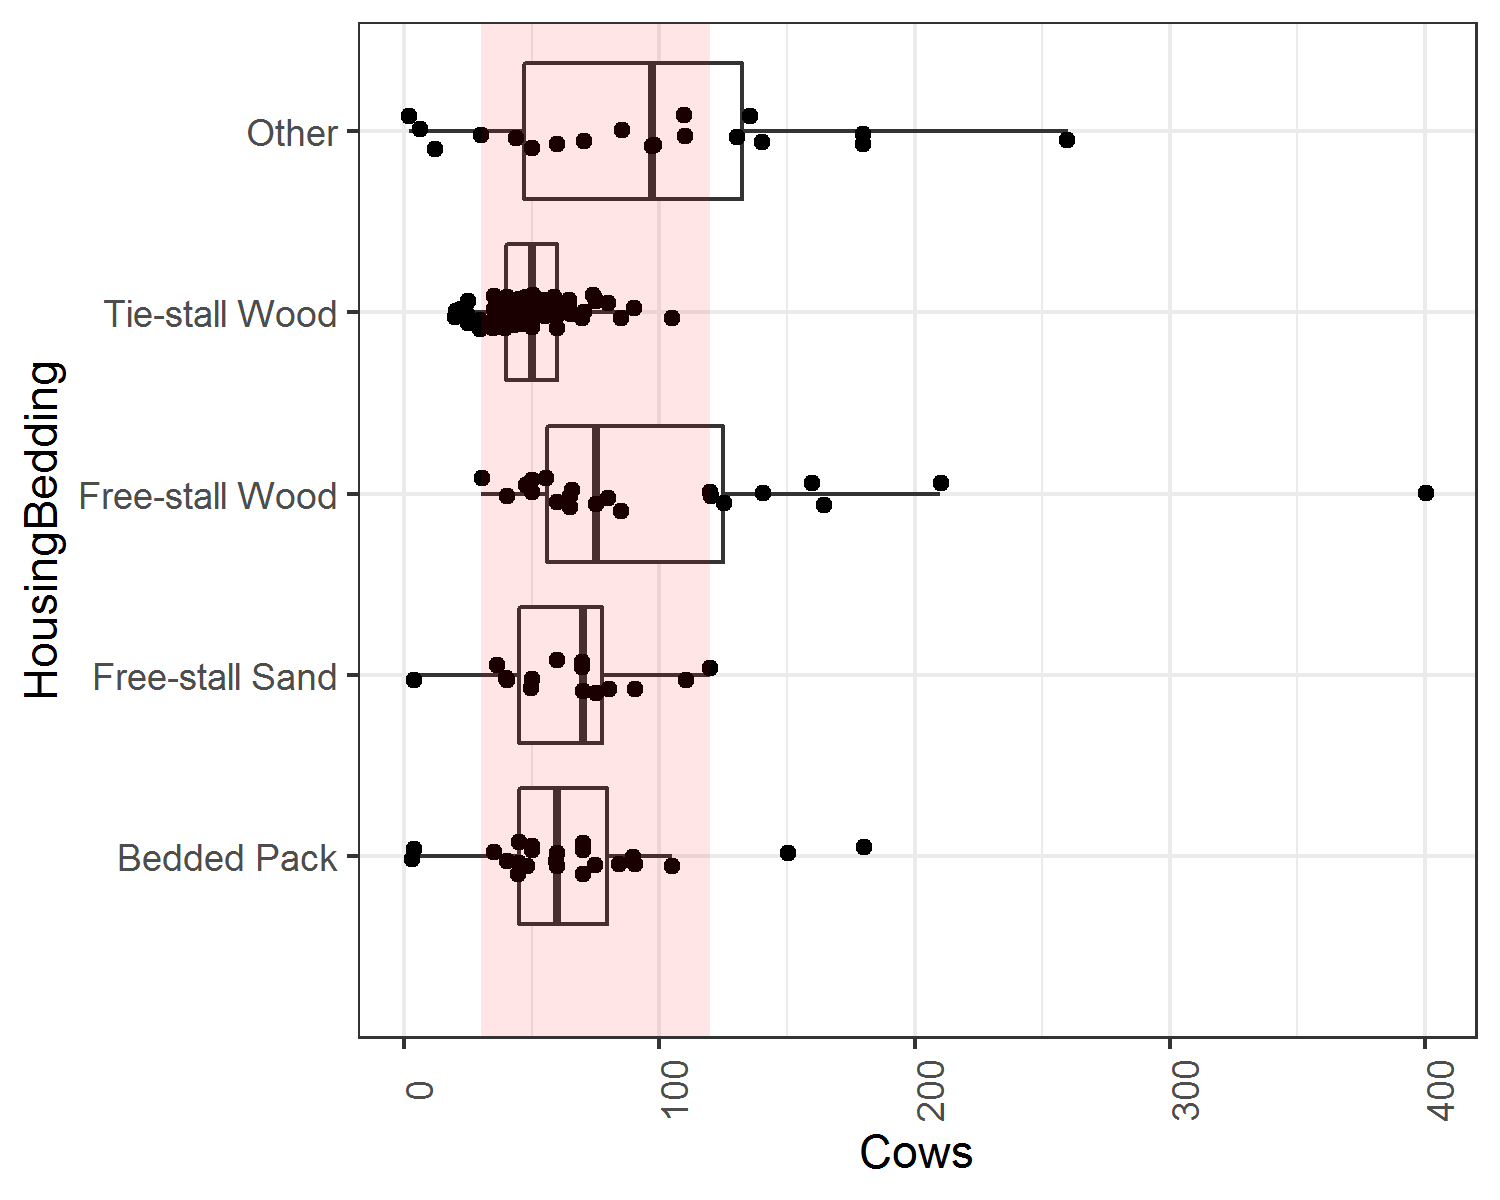 HousingBedding
Other
Tie-stall Wood
Free-stall Wood
Free-stall Sand
Bedded Pack
0
100
200
300
400
Cows